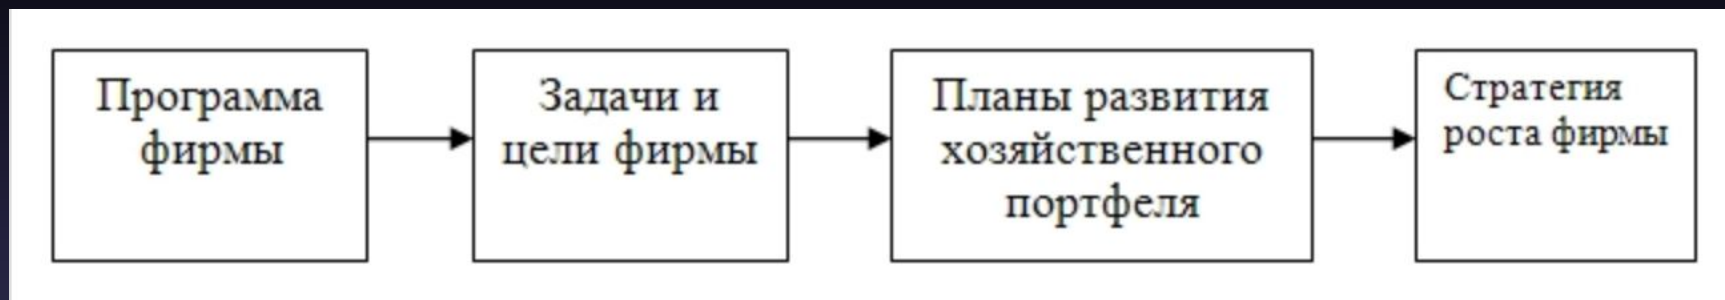 Программа
фирмы
Задачи и
цели фирмы
Планы развития
хозяйственного
портфеля
Стратегия
роста фирмы